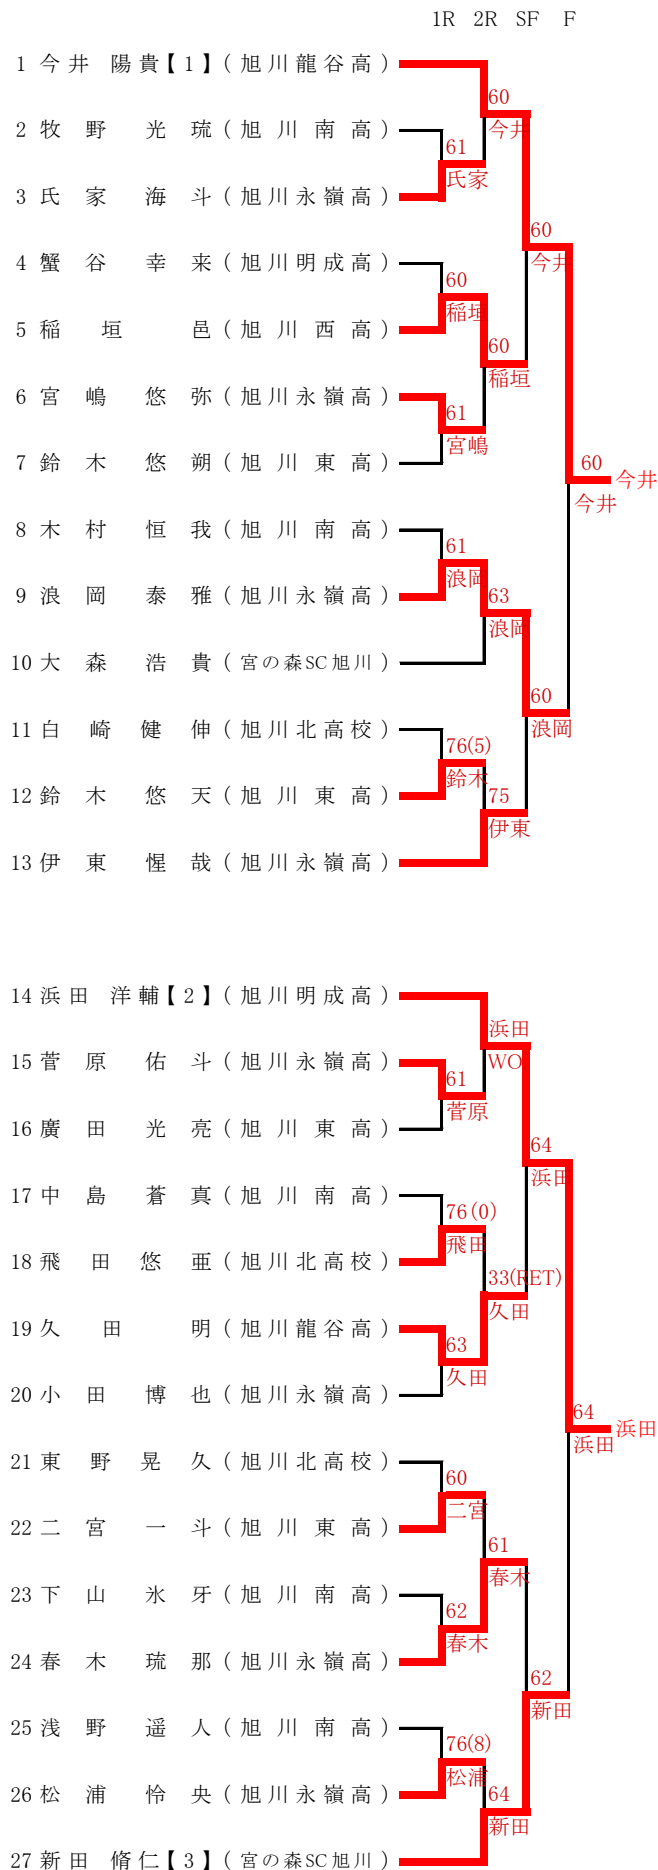 1R 2R SF F
1 今井 陽貴【1】(旭川龍谷高)
60
2 牧野 光琉(旭川南高)
今井
61
氏家
3 氏家 海斗(旭川永嶺高)
60
4 蟹谷 幸来(旭川明成高)
今井
60
稲垣
5 稲垣 邑(旭川西高)
60
稲垣
6 宮嶋 悠弥(旭川永嶺高)
61
宮嶋
7 鈴木 悠朔(旭川東高)
60
今井
今井
8 木村 恒我(旭川南高)
61
浪岡
9 浪岡 泰雅(旭川永嶺高)
63
浪岡
10 大森 浩貴(宮の森SC旭川)
60
11 白崎 健伸(旭川北高校)
浪岡
76(5)
鈴木
12 鈴木 悠天(旭川東高)
75
伊東
13 伊東 惺哉(旭川永嶺高)
14 浜田 洋輔【2】(旭川明成高)
浜田
15 菅原 佑斗(旭川永嶺高)
WO
61
菅原
16 廣田 光亮(旭川東高)
64
浜田
17 中島 蒼真(旭川南高)
76(0)
飛田
18 飛田 悠亜(旭川北高校)
33(RET)
久田
19 久田 明(旭川龍谷高)
63
久田
20 小田 博也(旭川永嶺高)
64
浜田
浜田
21 東野 晃久(旭川北高校)
60
二宮
22 二宮 一斗(旭川東高)
61
春木
23 下山 氷牙(旭川南高)
62
春木
24 春木 琉那(旭川永嶺高)
62
新田
25 浅野 遥人(旭川南高)
76(8)
松浦
26 松浦 怜央(旭川永嶺高)
64
新田
27 新田 脩仁【3】(宮の森SC旭川)